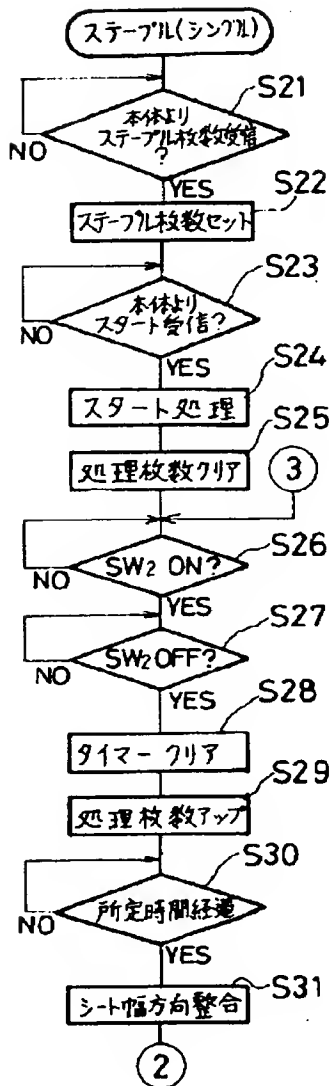 ステープル(シングル)
S21
本体より
ステープル枚数受信
?
NO
YES
S22
ステープル枚数セット
S23
本体より
スタート受信?
NO
YES
S24
スタート処理
S25
処理枚数クリア
3
S26
SW2 ON?
NO
YES
S27
SW2 OFF?
NO
YES
S28
タイマークリア
S29
処理枚数アップ
S30
所定時間経過
NO
YES
S31
シート幅方向整合
2